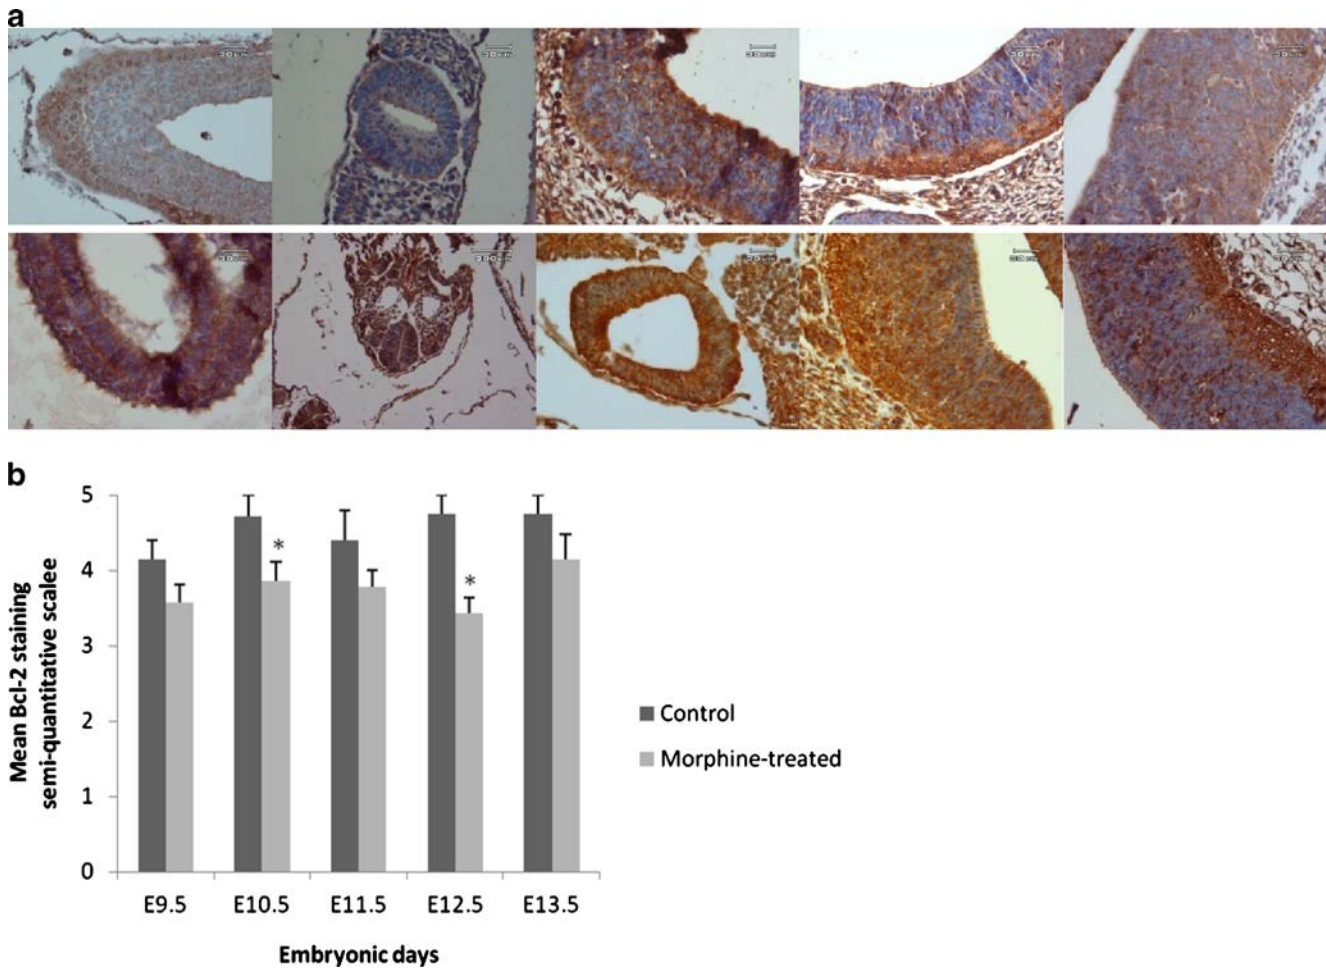 a
b
Mean Bcl-2 staining
semi-quantitative scalee
5
4
3
2
1
0
*
*
E9.5 E10.5 E11.5 E12.5 E13.5
Embryonic days
Control
Morphine-treated